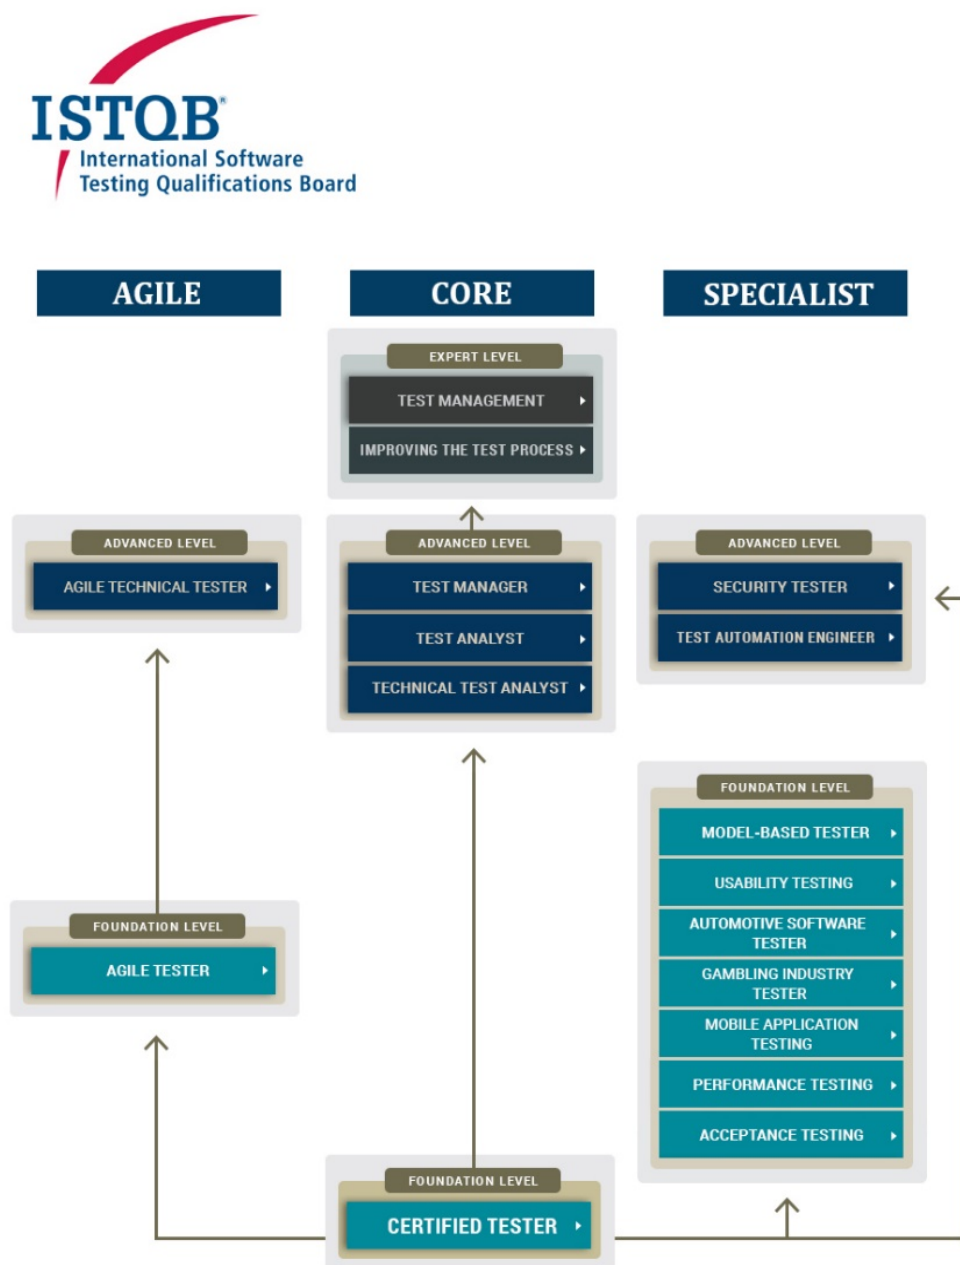 ISTQB®
International Software
Testing Qualifications Board
AGILE
CORE
SPECIALIST
EXPERT LEVEL
TEST MANAGEMENT
IMPROVING THE TEST PROCESS
ADVANCED LEVEL
AGILE TECHNICAL TESTER
ADVANCED LEVEL
TEST MANAGER
TEST ANALYST
TECHNICAL TEST ANALYST
ADVANCED LEVEL
SECURITY TESTER
TEST AUTOMATION ENGINEER
FOUNDATION LEVEL
AGILE TESTER
FOUNDATION LEVEL
MODEL-BASED TESTER
USABILITY TESTING
AUTOMOTIVE SOFTWARE
TESTER
GAMBLING INDUSTRY
TESTER
MOBILE APPLICATION
TESTING
PERFORMANCE TESTING
ACCEPTANCE TESTING
FOUNDATION LEVEL
CERTIFIED TESTER